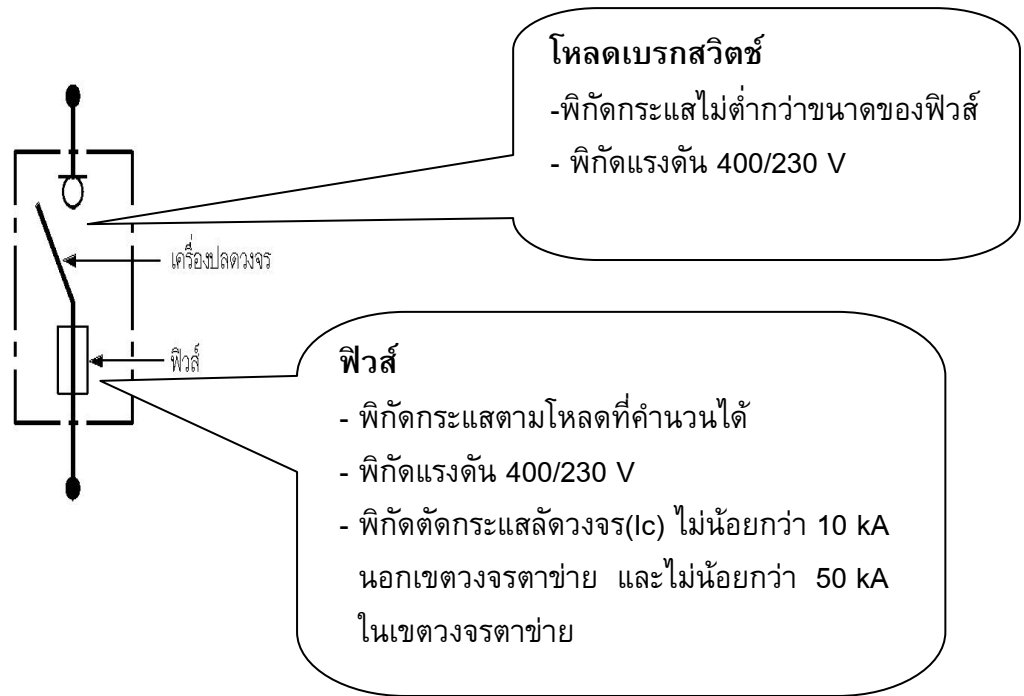 โหลดเบรกสวิตช์
-พิกัดกระแสไม่ต่ำกว่าขนาดของฟิวส์
- พิกัดแรงดัน 400/230 V
เครื่องปลดวงจร
ฟิวส์
ฟิวส์
- พิกัดกระแสตามโหลดที่คำนวนได้
- พิกัดแรงดัน 400/230 V
- พิกัดตัดกระแสลัดวงจร(Ic) ไม่น้อยกว่า 10 kA
นอกเขตวงจรตาข่าย และไม่น้อยกว่า 50 kA
ในเขตวงจรตาข่าย